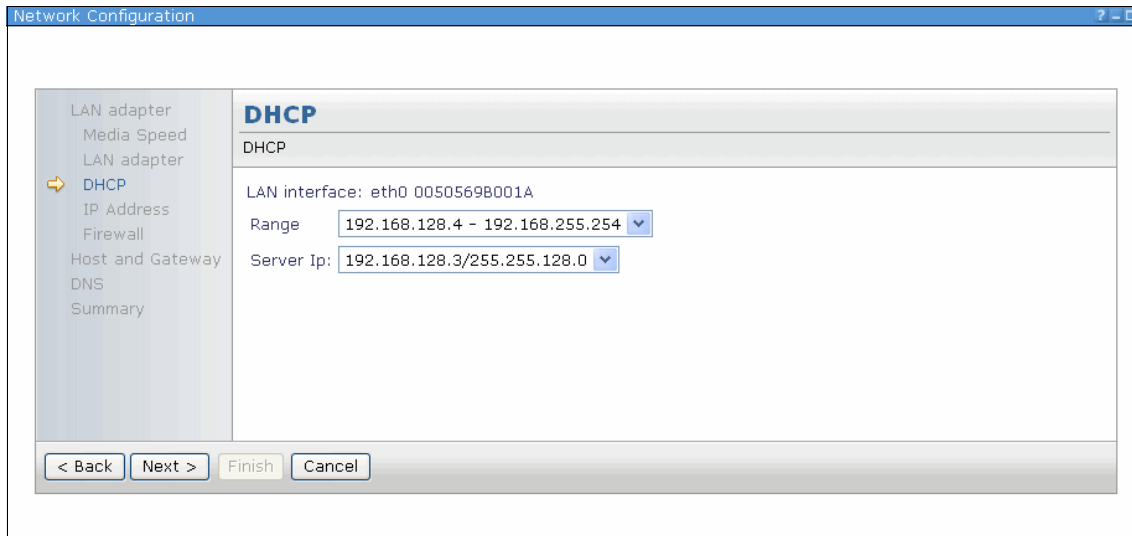 Network Configuration
LAN adapter
Media Speed
LAN adapter
DHCP
IP Address
Firewall
Host and Gateway
DNS
Summary
DHCP
DHCP
LAN interface: eth0 0050569B001A
Range 192.168.128.4 - 192.168.255.254
Server Ip: 192.168.128.3/255.255.128.0
< Back Next > Finish Cancel